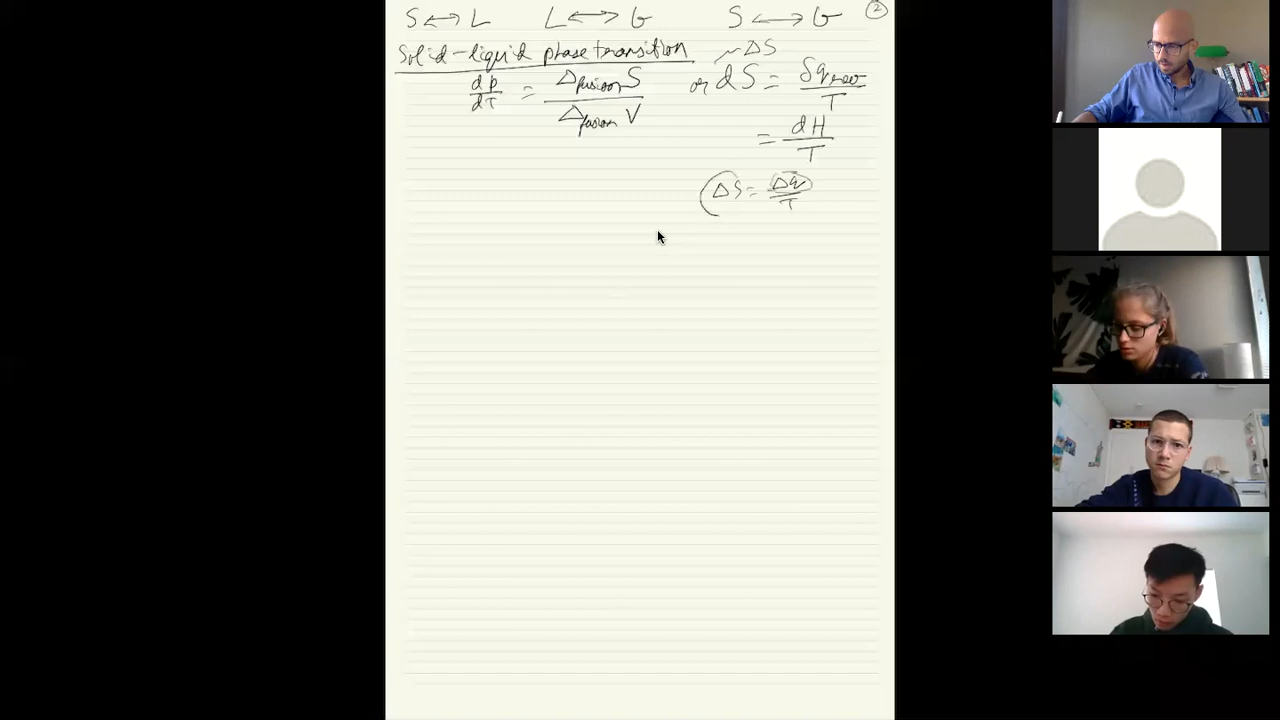 S ↔ L L ↔ G S ↔ G ②
Solid-liquid phase transition ~ΔS
dP/dT = Δfusion S / Δfusion V or dS = δqrev / T
= dH / T
(ΔS = Δq / T